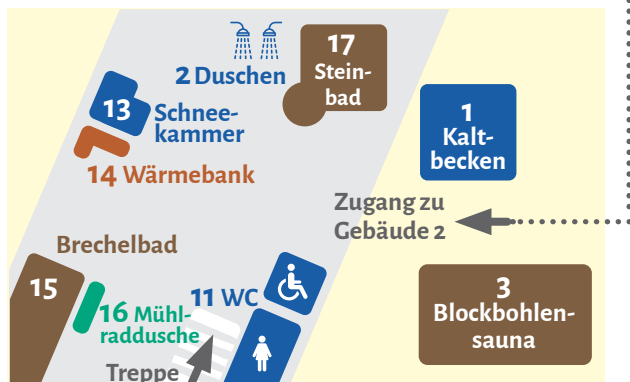 2 Duschen
17
Stein-
bad
13
Schnee-
kammer
14 Wärmebank
1
Kalt-
becken
Zugang zu
Gebäude 2
Brechelbad
15
16 Mühl-
raddusche
11 WC
3
Blockbohlen-
sauna
Treppe